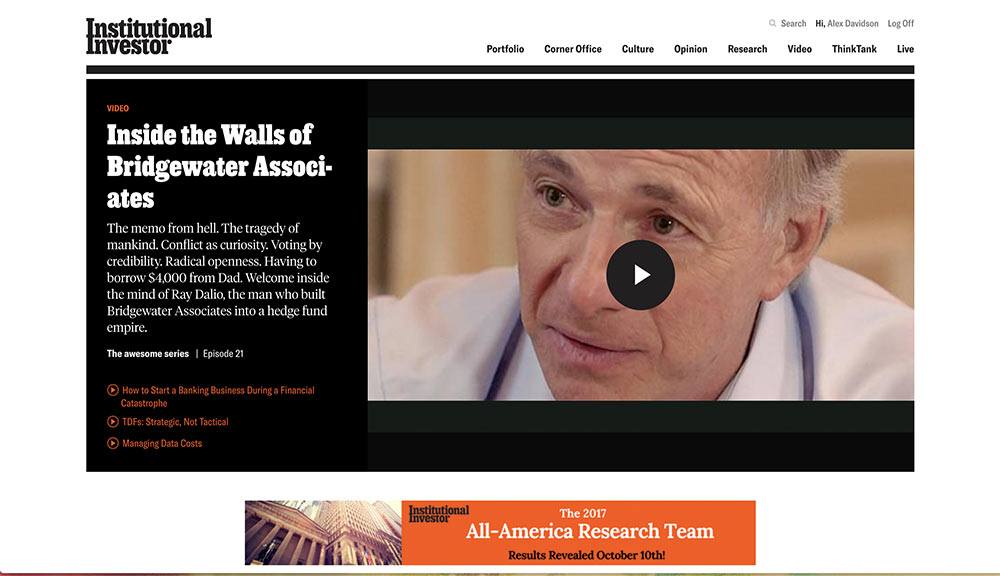 Institutional
Investor
Search Hi, Alex Davidson Log Off
Portfolio Corner Office Culture Opinion Research Video ThinkTank Live
VIDEO
Inside the Walls of
Bridgewater Associ-
ates
The memo from hell. The tragedy of
mankind. Conflict as curiosity. Voting by
credibility. Radical openness. Having to
borrow $4,000 from Dad. Welcome inside
the mind of Ray Dalio, the man who built
Bridgewater Associates into a hedge fund
empire.
The awesome series | Episode 21
How to Start a Banking Business During a Financial
Catastrophe
TDFs: Strategic, Not Tactical
Managing Data Costs
Institutional
Investor
The 2017
All-America Research Team
Results Revealed October 10th!